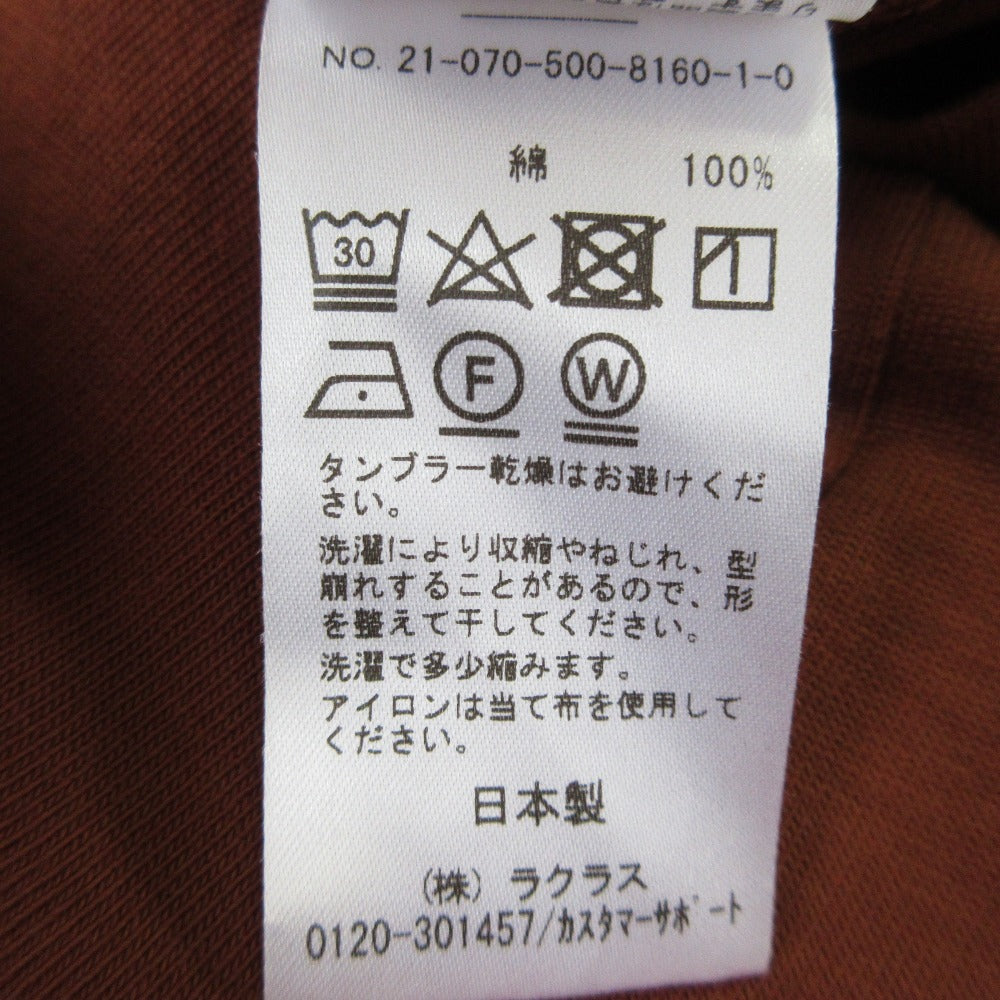 NO. 21-070-500-8160-1-0
綿 100%
30
F W
タンブラー乾燥はお避けくだ
さい。
洗濯により収縮やねじれ、型
崩れすることがあるので、形
を整えて干してください。
洗濯で多少縮みます。
アイロンは当て布を使用して
ください。
日本製
(株) ラクラス
0120-301457/カスタマーサポート